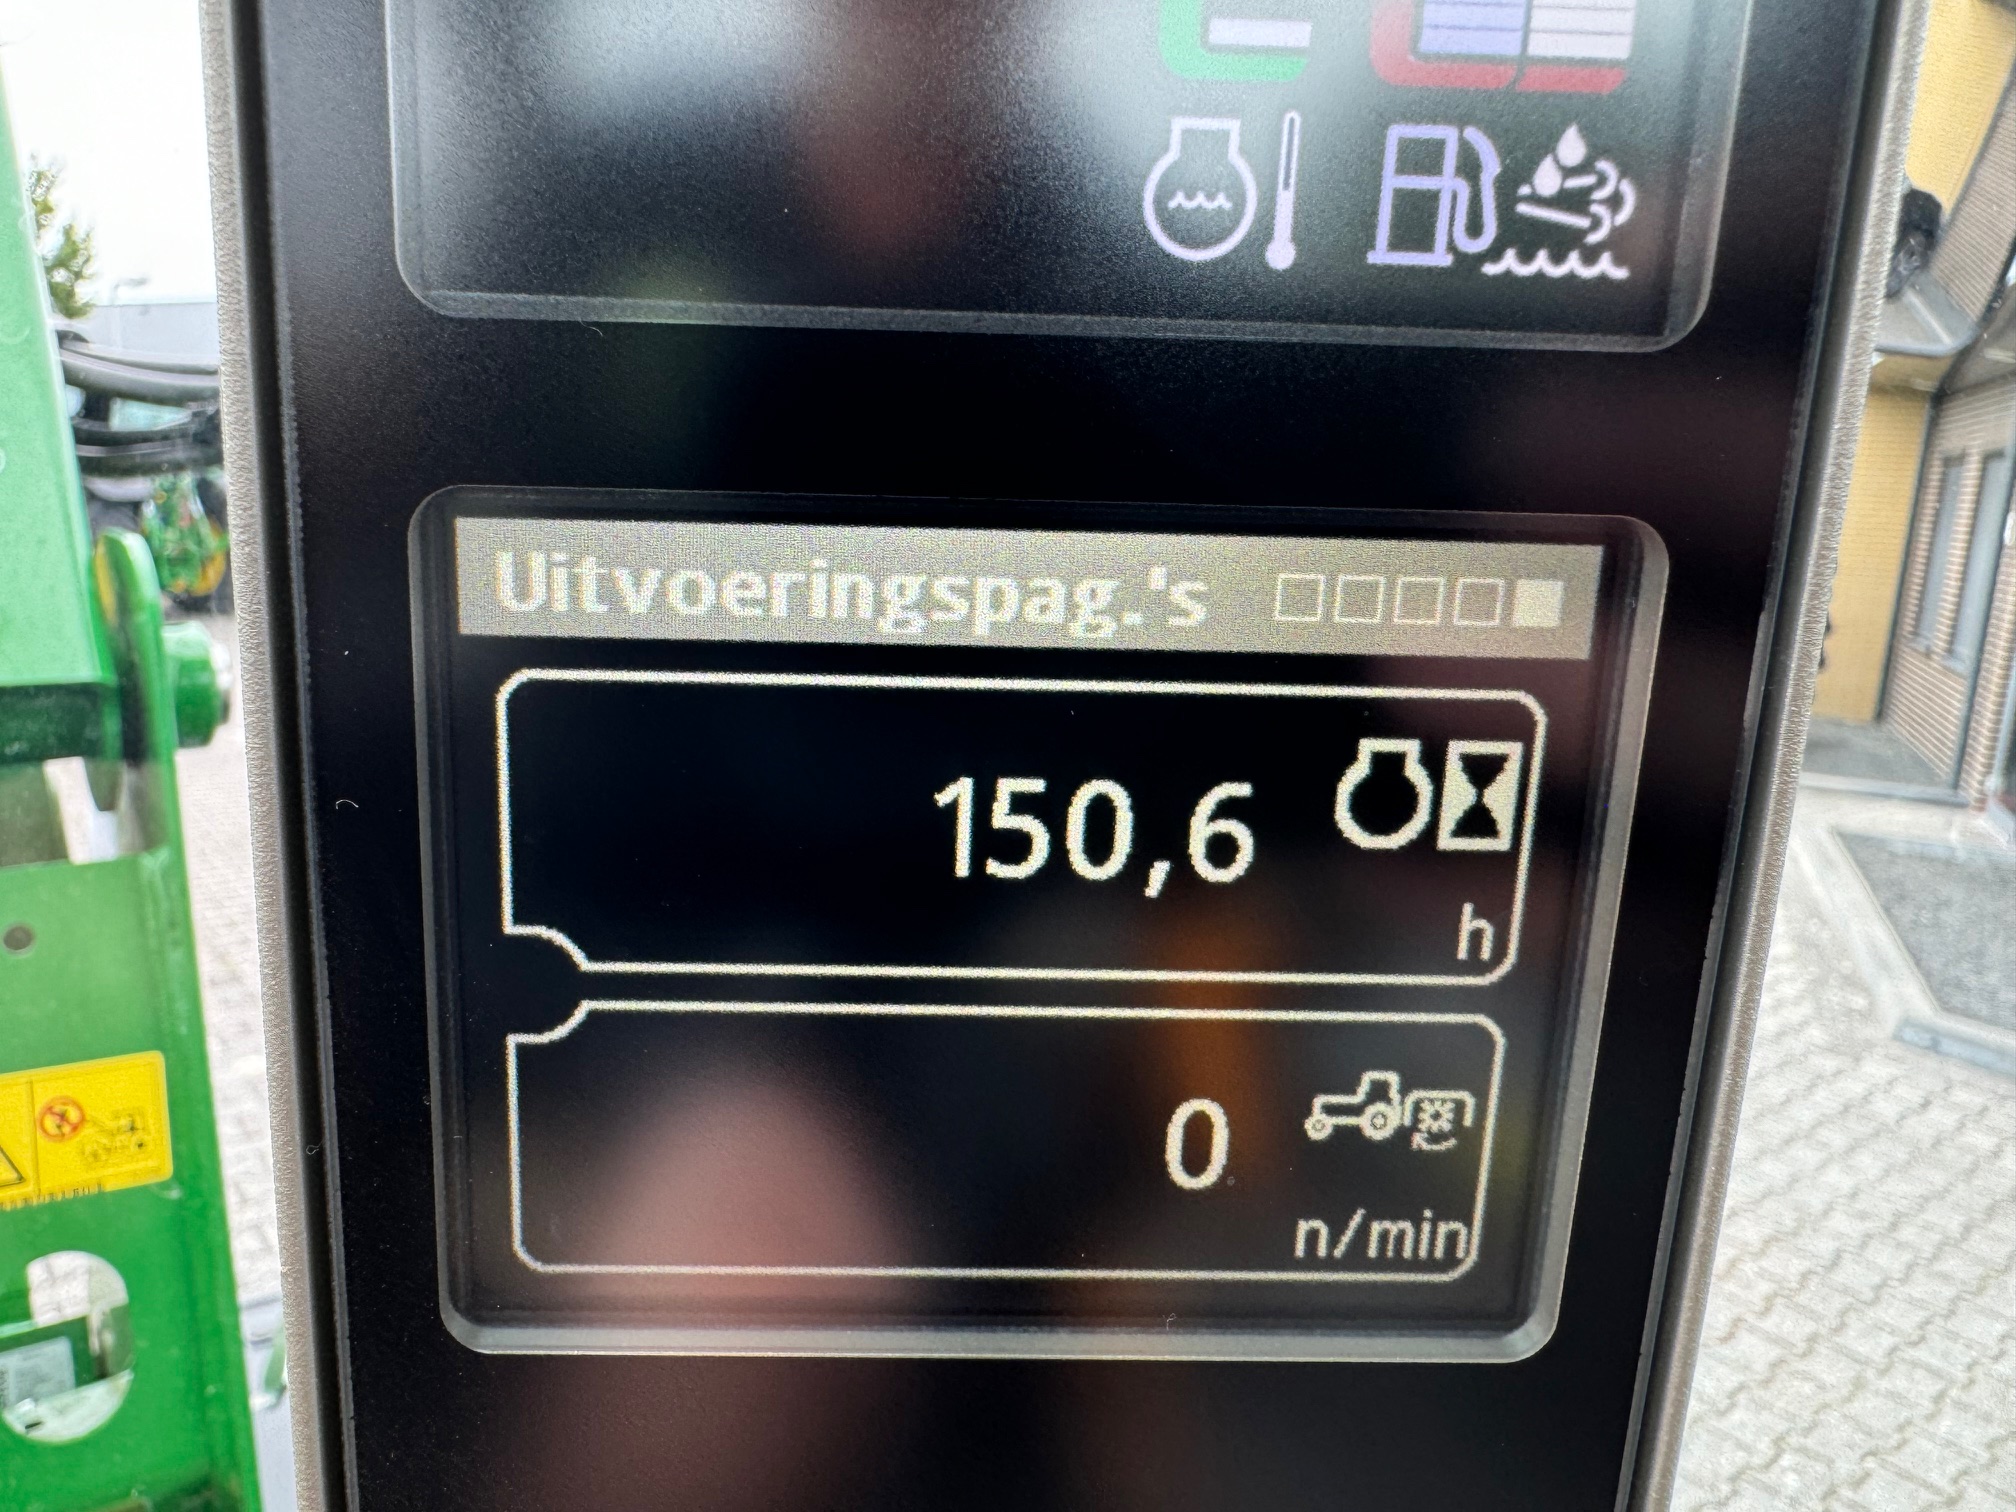 Uitvoeringspag.'s
150,6
h
0
n/min